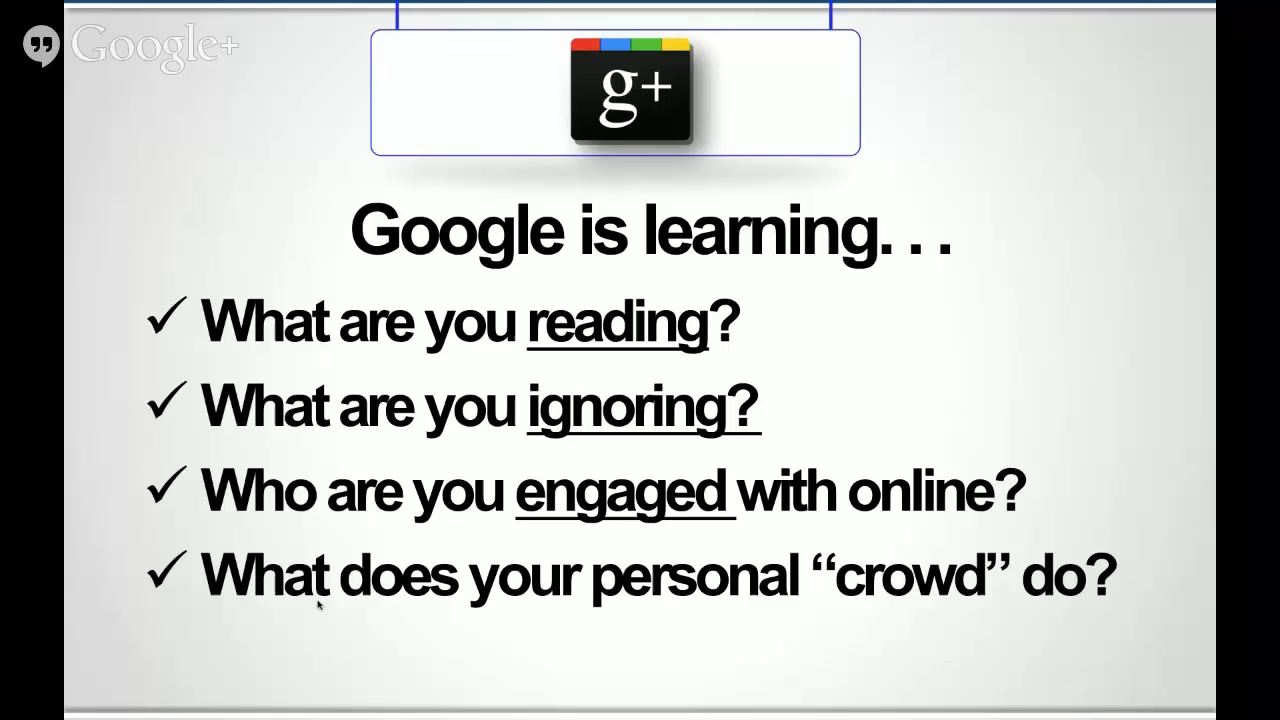 Google+
g+
Google is learning. . .
✓ What are you reading?
✓ What are you ignoring?
✓ Who are you engaged with online?
✓ What does your personal “crowd” do?